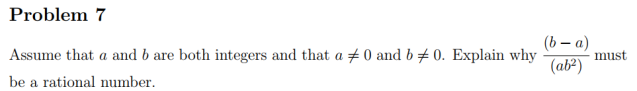 Problem 7
Assume that a and b are both integers and that a ≠ 0 and b ≠ 0. Explain why (b − a)/(ab²) must
be a rational number.